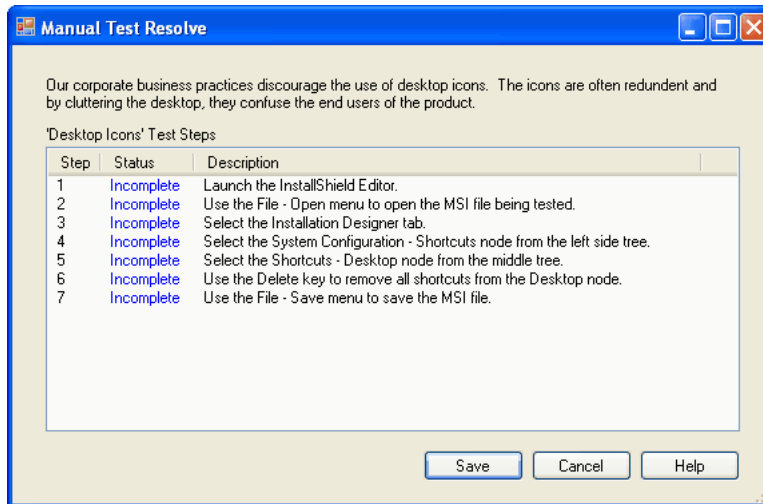 Manual Test Resolve
Our corporate business practices discourage the use of desktop icons.  The icons are often redundant and
by cluttering the desktop, they confuse the end users of the product.
'Desktop Icons' Test Steps
Step Status Description
1 Incomplete Launch the InstallShield Editor.
2 Incomplete Use the File - Open menu to open the MSI file being tested.
3 Incomplete Select the Installation Designer tab.
4 Incomplete Select the System Configuration - Shortcuts node from the left side tree.
5 Incomplete Select the Shortcuts - Desktop node from the middle tree.
6 Incomplete Use the Delete key to remove all shortcuts from the Desktop node.
7 Incomplete Use the File - Save menu to save the MSI file.
Save Cancel Help